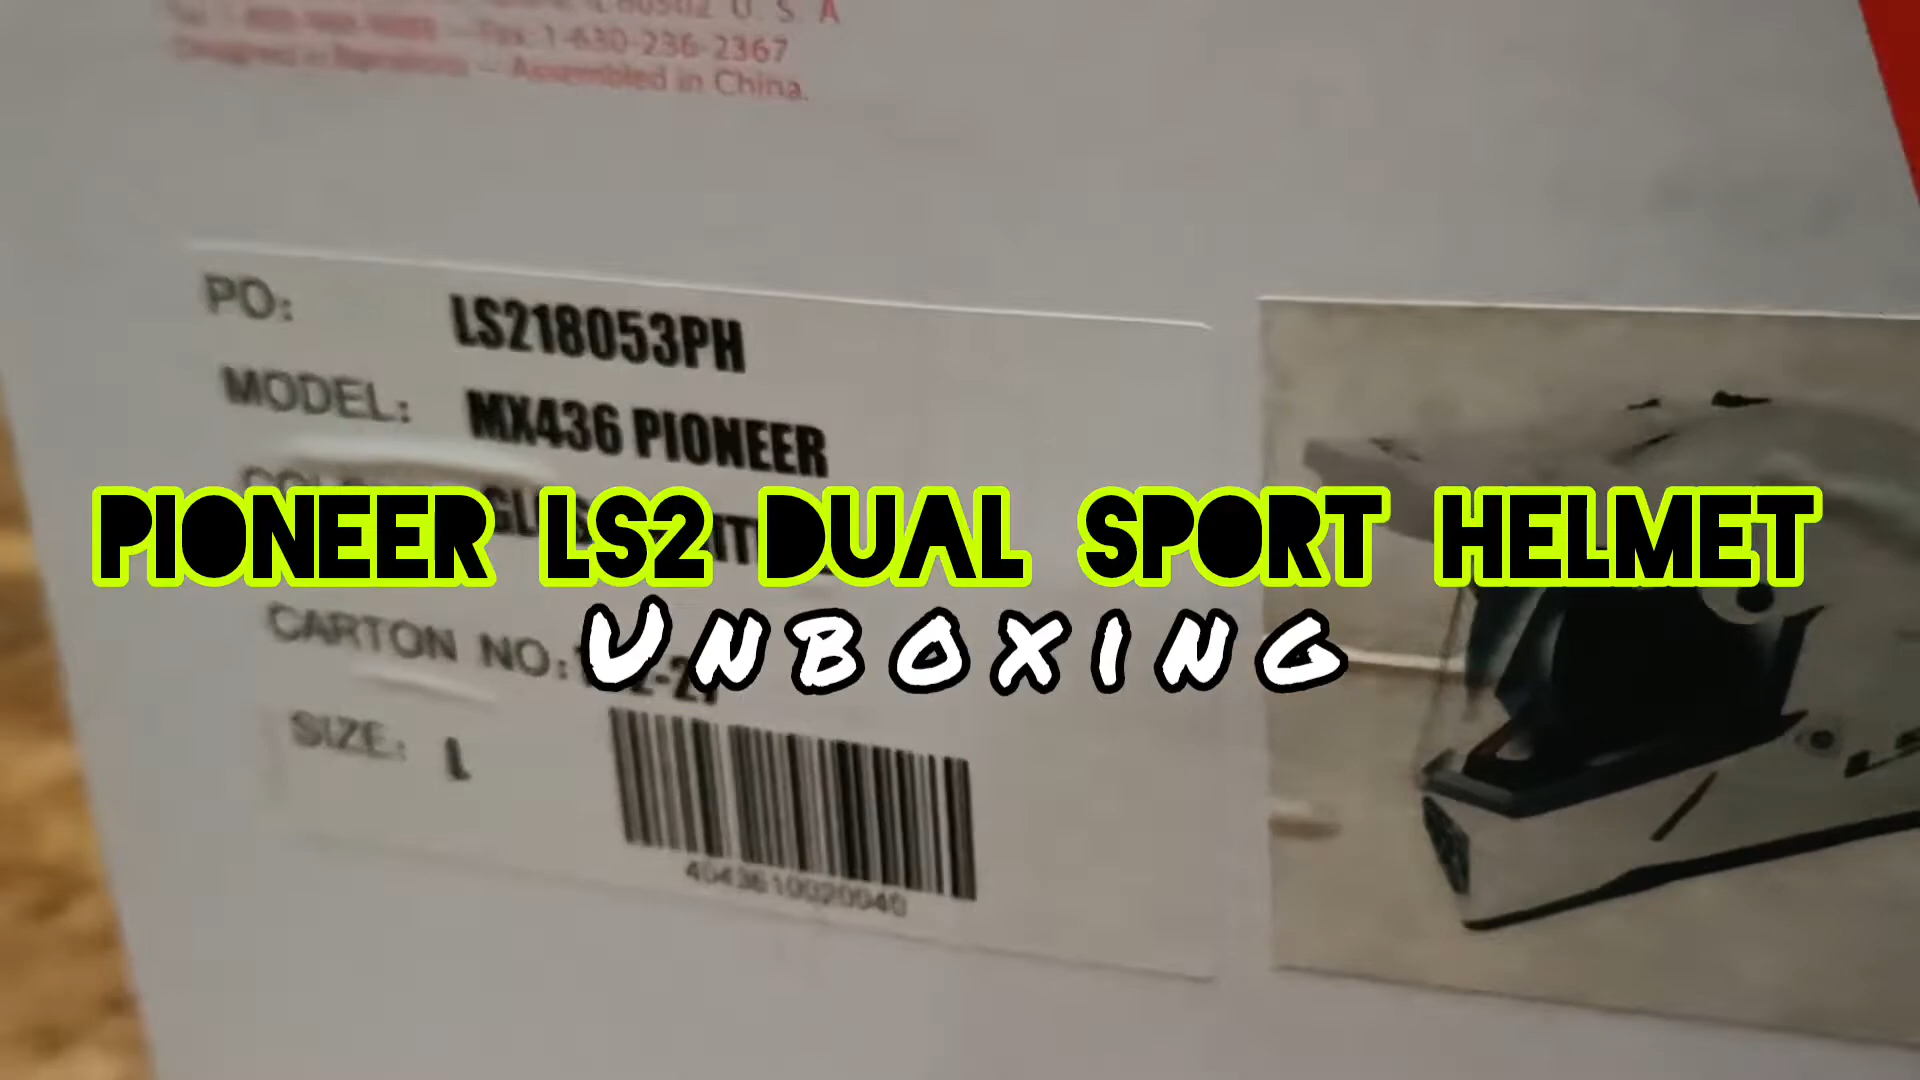 U. S. A
Fax: 1-630-236-2367
Assembled in China.
PO: LS218053PH
MODEL: MX436 PIONEER
PIONEER LS2 DUAL SPORT HELMET
UNBOXING
CARTON NO:
SIZE: L
4043610020040